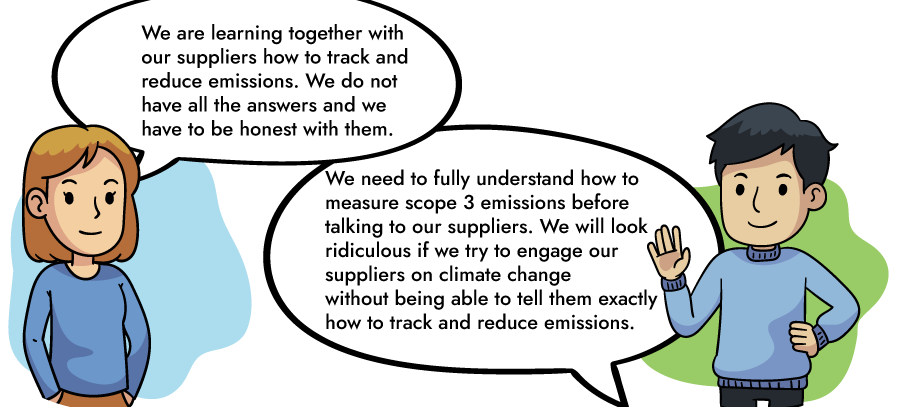 We are learning together with
our suppliers how to track and
reduce emissions. We do not
have all the answers and we
have to be honest with them.
We need to fully understand how to
measure scope 3 emissions before
talking to our suppliers. We will look
ridiculous if we try to engage our
suppliers on climate change
without being able to tell them exactly
how to track and reduce emissions.